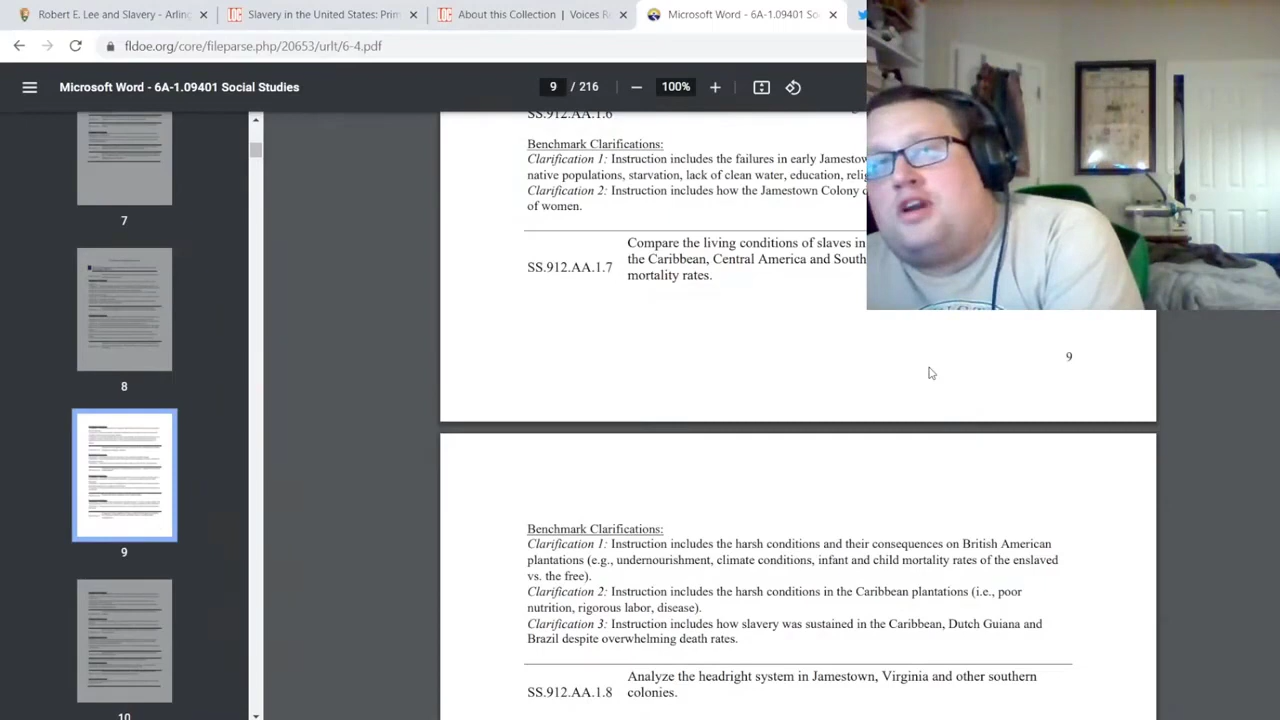 Robert E. Lee and Slavery - Arling
Slavery in the United States: Prim
About this Collection | Voices Re
Microsoft Word - 6A-1.09401 So
fldoe.org/core/fileparse.php/20653/urlt/6-4.pdf
Microsoft Word - 6A-1.09401 Social Studies
9 / 216
100%
7
8
9
10
SS.912.AA.1.6
Benchmark Clarifications:
Clarification 1: Instruction includes the failures in early Jamestow
native populations, starvation, lack of clean water, education, relig
Clarification 2: Instruction includes how the Jamestown Colony c
of women.
Compare the living conditions of slaves in
SS.912.AA.1.7 the Caribbean, Central America and South
mortality rates.
9
Benchmark Clarifications:
Clarification 1: Instruction includes the harsh conditions and their consequences on British American
plantations (e.g., undernourishment, climate conditions, infant and child mortality rates of the enslaved
vs. the free).
Clarification 2: Instruction includes the harsh conditions in the Caribbean plantations (i.e., poor
nutrition, rigorous labor, disease).
Clarification 3: Instruction includes how slavery was sustained in the Caribbean, Dutch Guiana and
Brazil despite overwhelming death rates.
Analyze the headright system in Jamestown, Virginia and other southern
SS.912.AA.1.8 colonies.